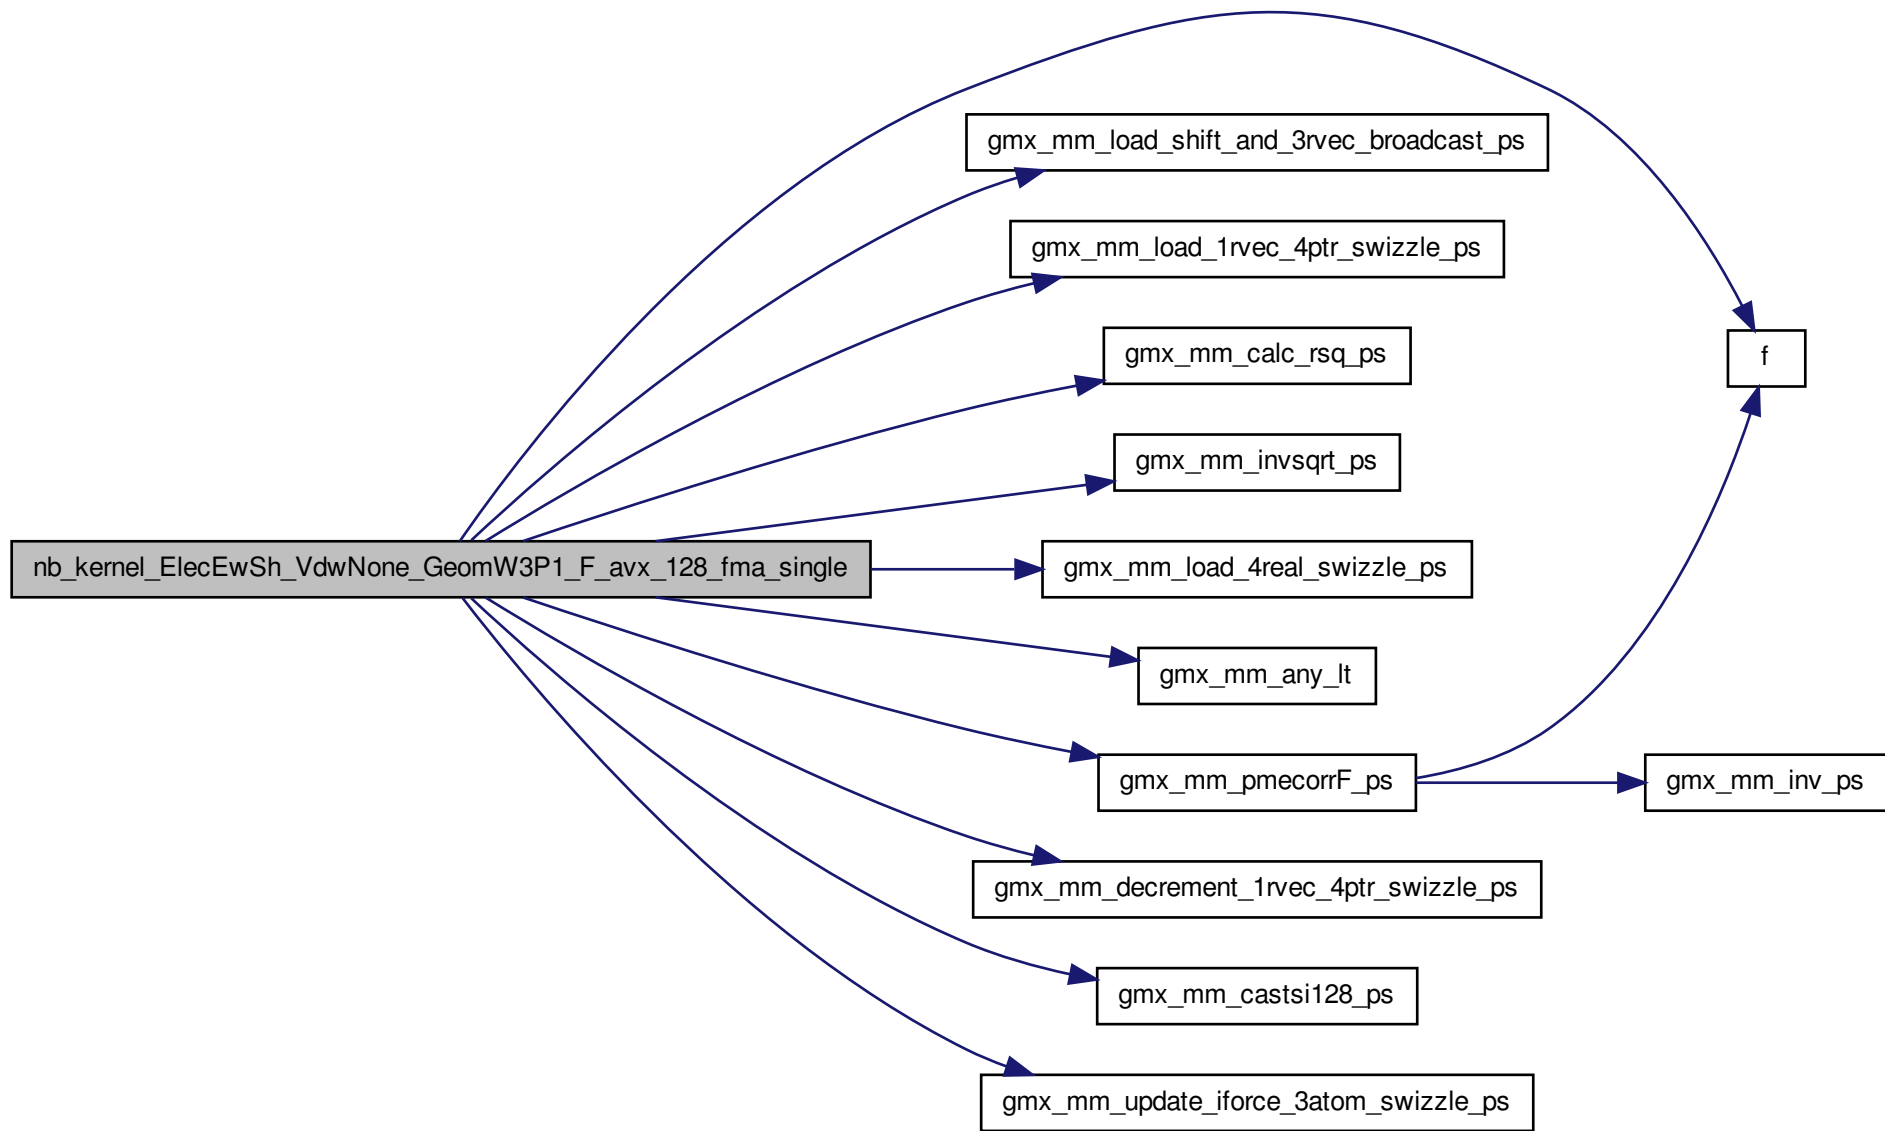 gmx_mm_load_shift_and_3rvec_broadcast_ps
gmx_mm_load_1rvec_4ptr_swizzle_ps
gmx_mm_calc_rsq_ps
f
gmx_mm_invsqrt_ps
nb_kernel_ElecEwSh_VdwNone_GeomW3P1_F_avx_128_fma_single
gmx_mm_load_4real_swizzle_ps
gmx_mm_any_lt
gmx_mm_pmecorrF_ps
gmx_mm_inv_ps
gmx_mm_decrement_1rvec_4ptr_swizzle_ps
gmx_mm_castsi128_ps
gmx_mm_update_iforce_3atom_swizzle_ps